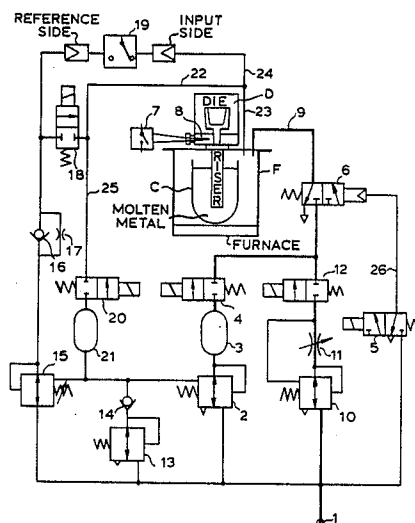 REFERENCE SIDE
19
INPUT SIDE
22
24
D
DIE
23
7
8
9
18
RISER
C
F
6
25
MOLTEN METAL
17
16
FURNACE
12
26
20
4
5
21
3
11
15
14
2
10
13
1